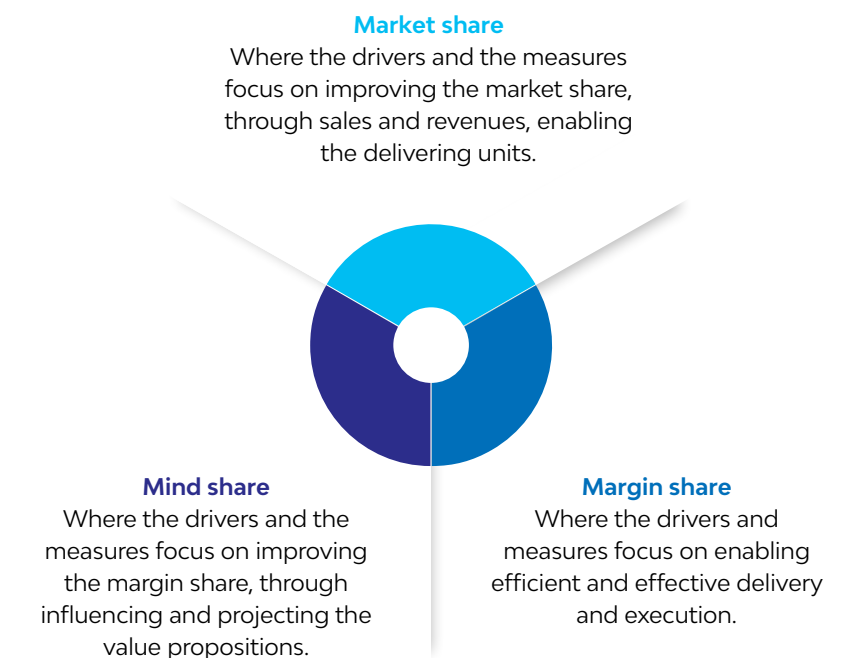 Market share
Where the drivers and the measures
focus on improving the market share,
through sales and revenues, enabling
the delivering units.
Mind share
Where the drivers and the
measures focus on improving
the margin share, through
influencing and projecting the
value propositions.
Margin share
Where the drivers and
measures focus on enabling
efficient and effective delivery
and execution.